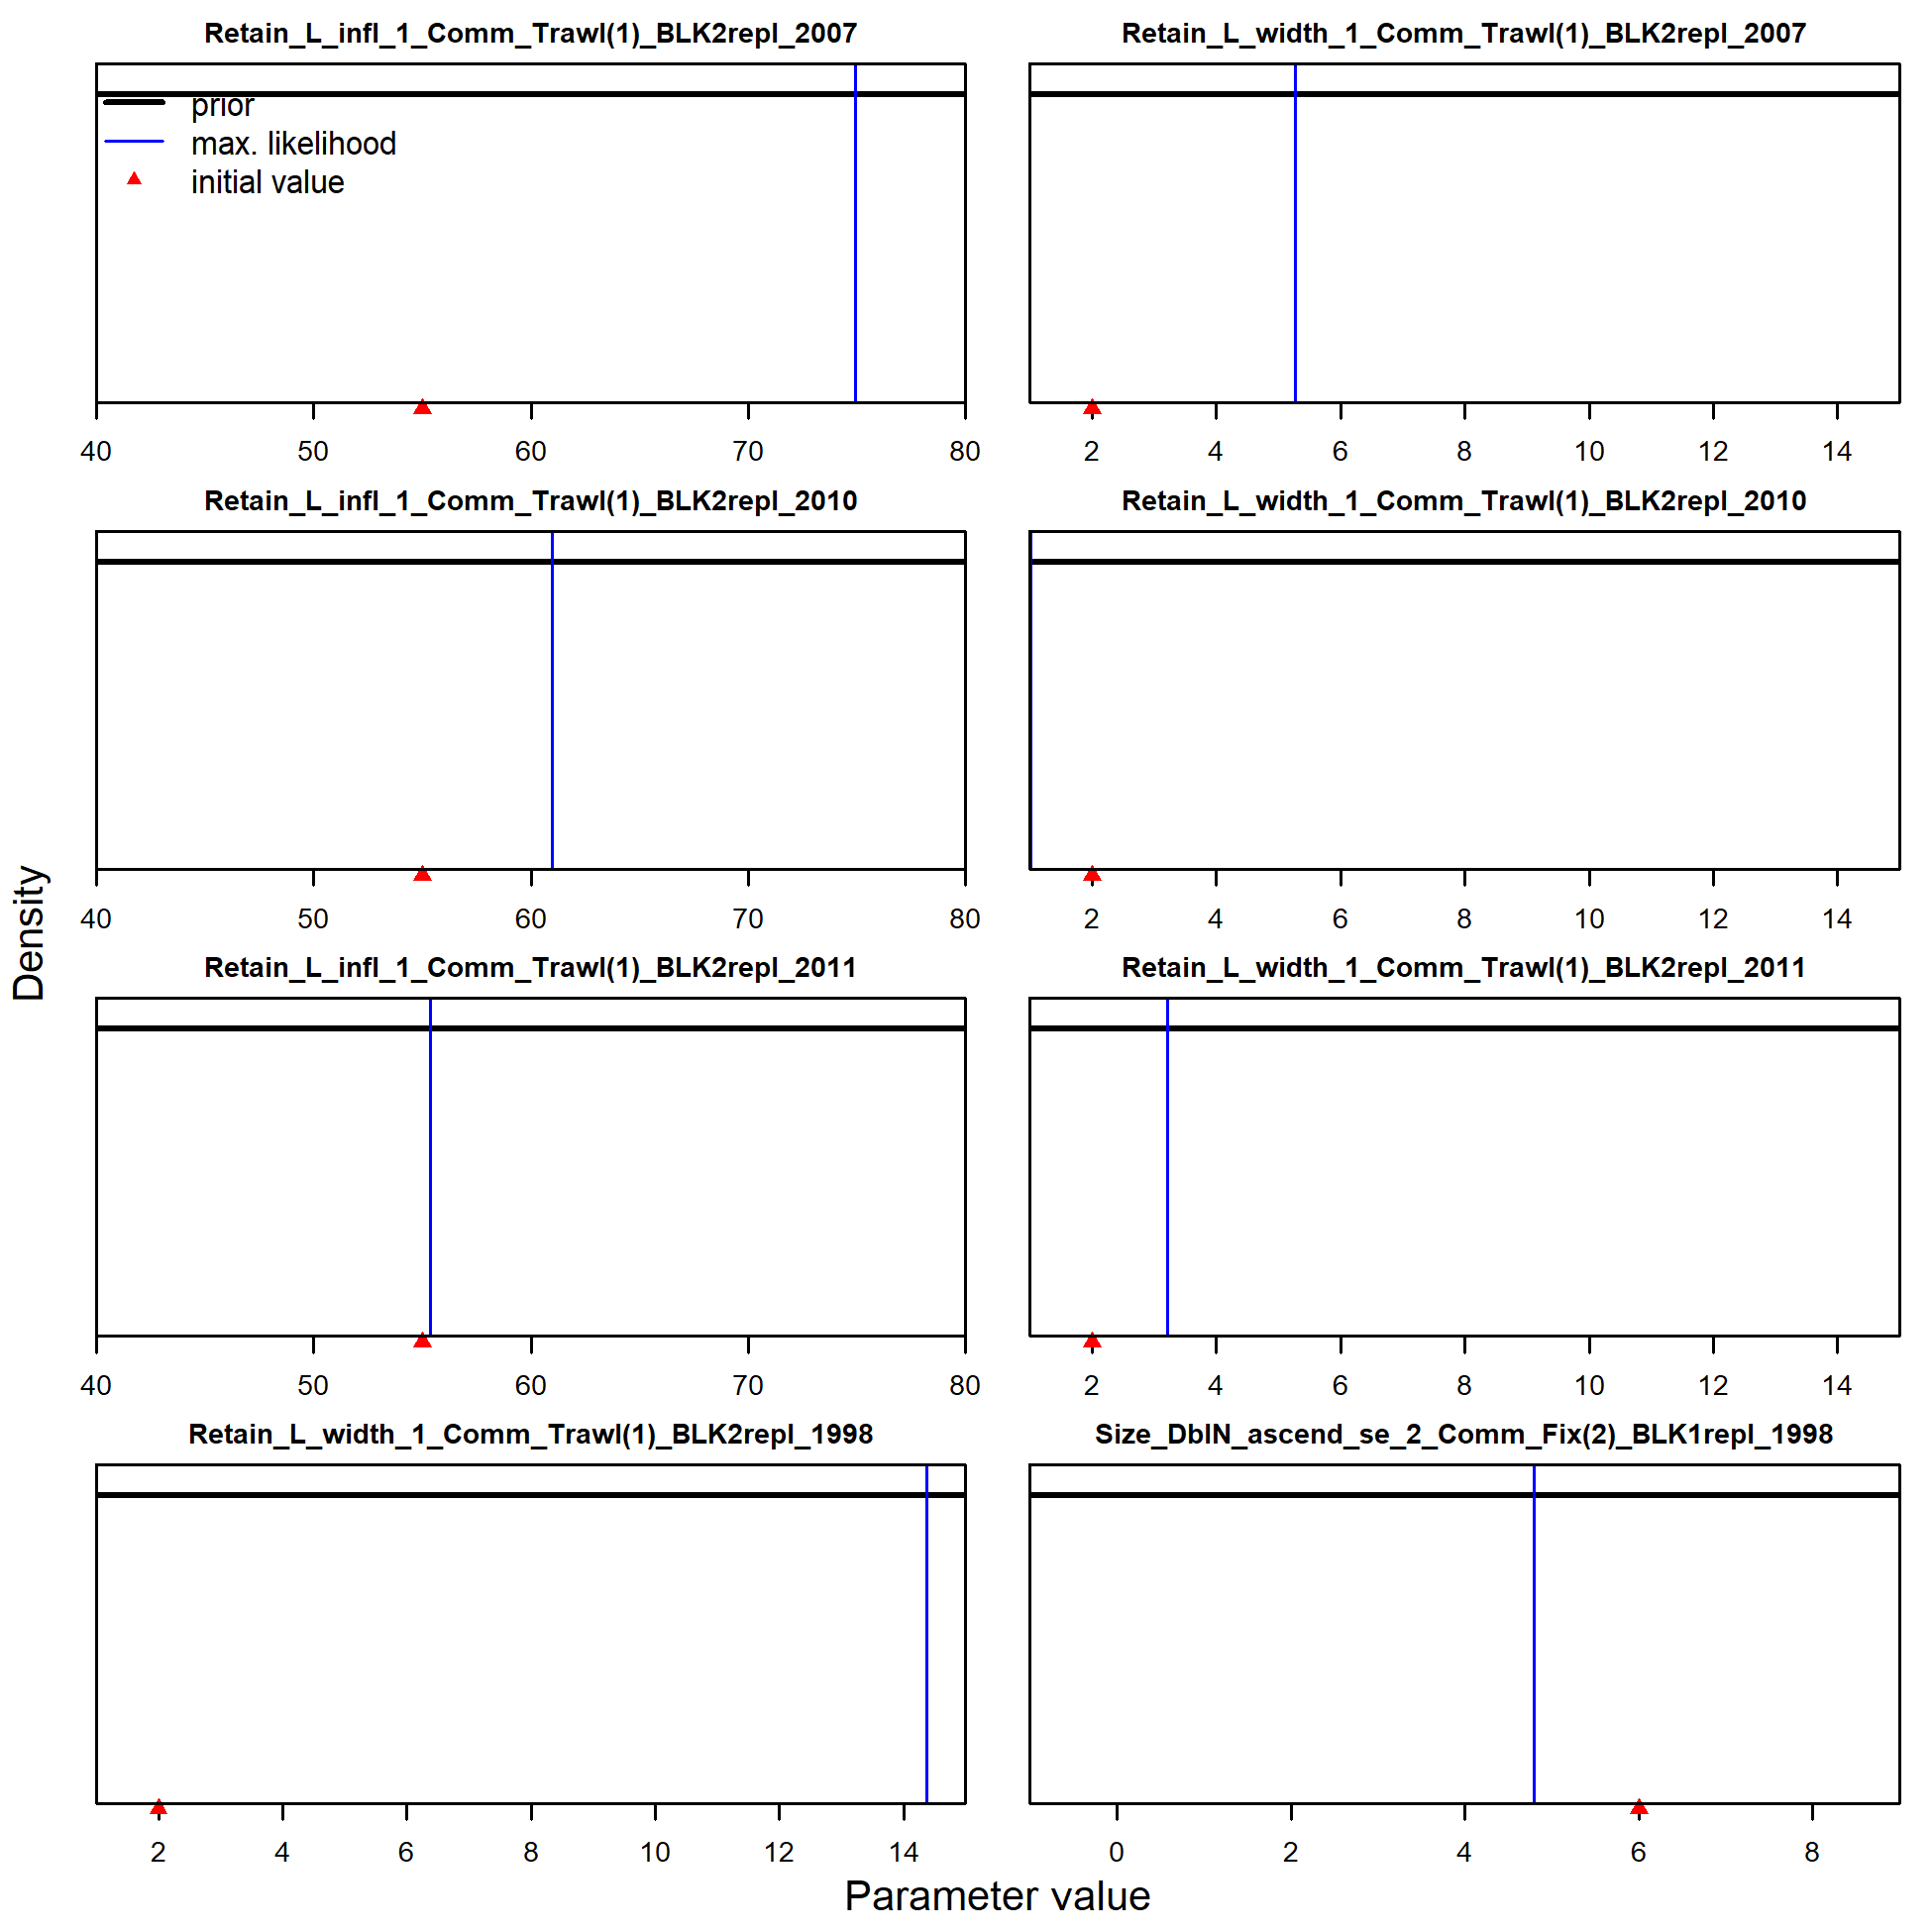 Retain_L_infl_1_Comm_Trawl(1)_BLK2repl_2007
prior
max. likelihood
initial value
40 50 60 70 80
Retain_L_width_1_Comm_Trawl(1)_BLK2repl_2007
2 4 6 8 10 12 14
Retain_L_infl_1_Comm_Trawl(1)_BLK2repl_2010
40 50 60 70 80
Retain_L_width_1_Comm_Trawl(1)_BLK2repl_2010
2 4 6 8 10 12 14
Retain_L_infl_1_Comm_Trawl(1)_BLK2repl_2011
40 50 60 70 80
Retain_L_width_1_Comm_Trawl(1)_BLK2repl_2011
2 4 6 8 10 12 14
Retain_L_width_1_Comm_Trawl(1)_BLK2repl_1998
2 4 6 8 10 12 14
Size_DblN_ascend_se_2_Comm_Fix(2)_BLK1repl_1998
0 2 4 6 8
Density
Parameter value